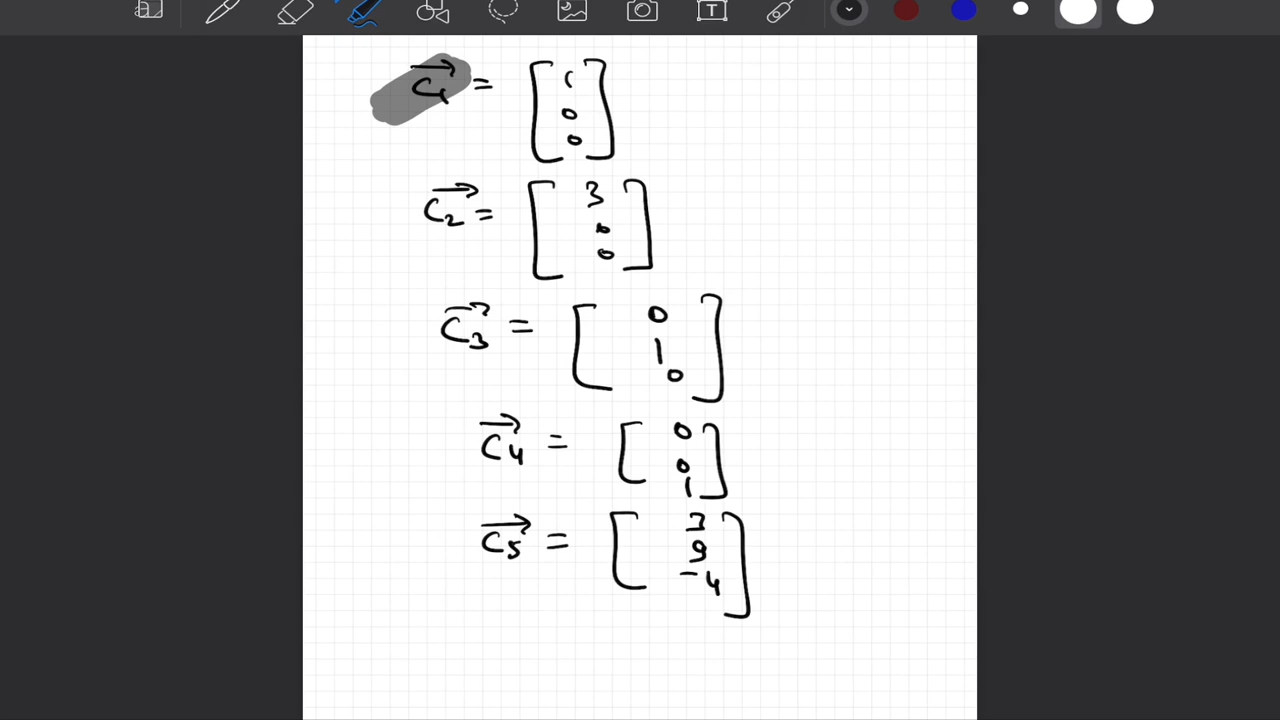 C₁ = [ 1
0
0 ]
C₂ = [ 3
0
0 ]
C₃ = [ 0
1
0 ]
C₄ = [ 0
0
1 ]
C₅ = [ 3
9
-4 ]